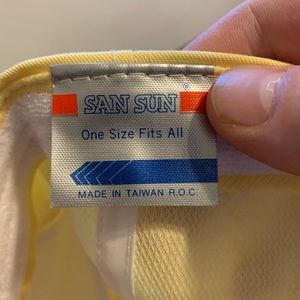 SAN SUN®
One Size Fits All
MADE IN TAIWAN R.O.C.